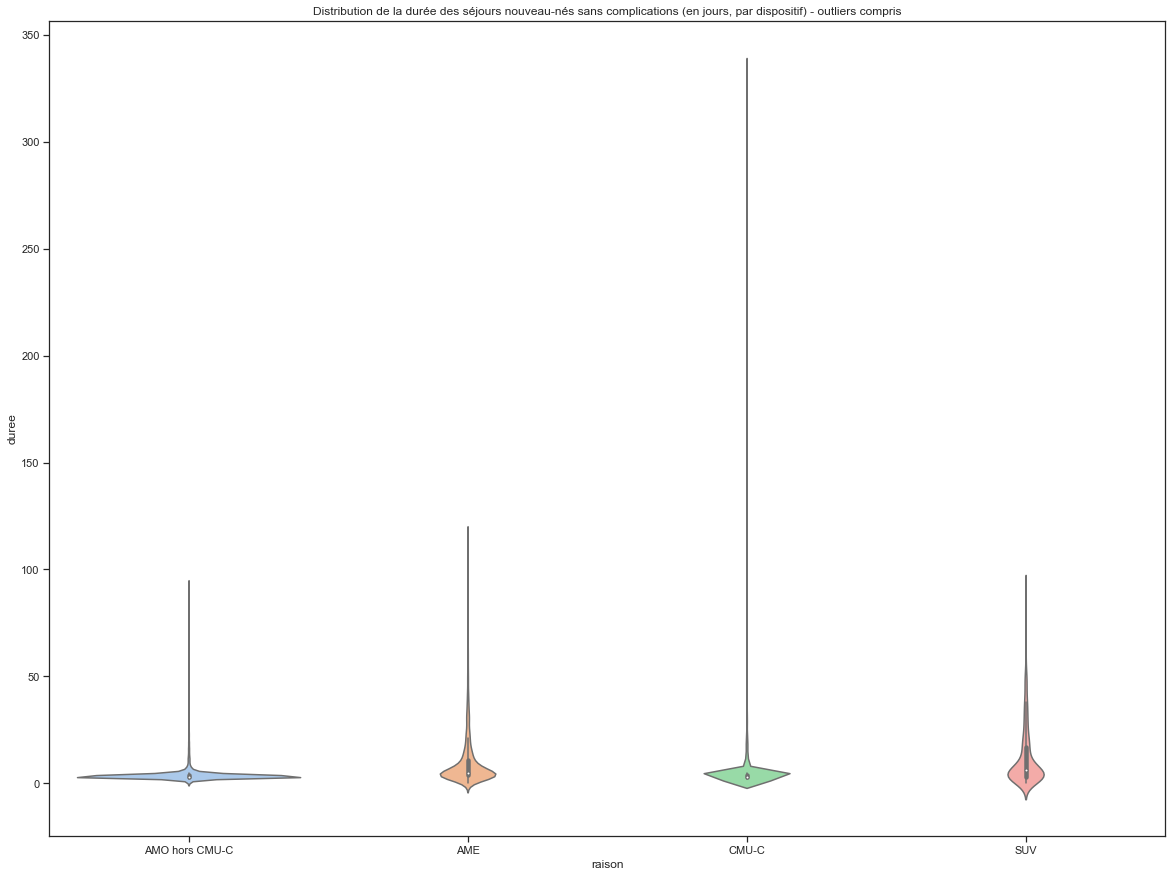 Distribution de la durée des séjours nouveau-nés sans complications (en jours, par dispositif) - outliers compris
350
300
250
200
150
100
50
0
duree
AMO hors CMU-C
AME
CMU-C
SUV
raison